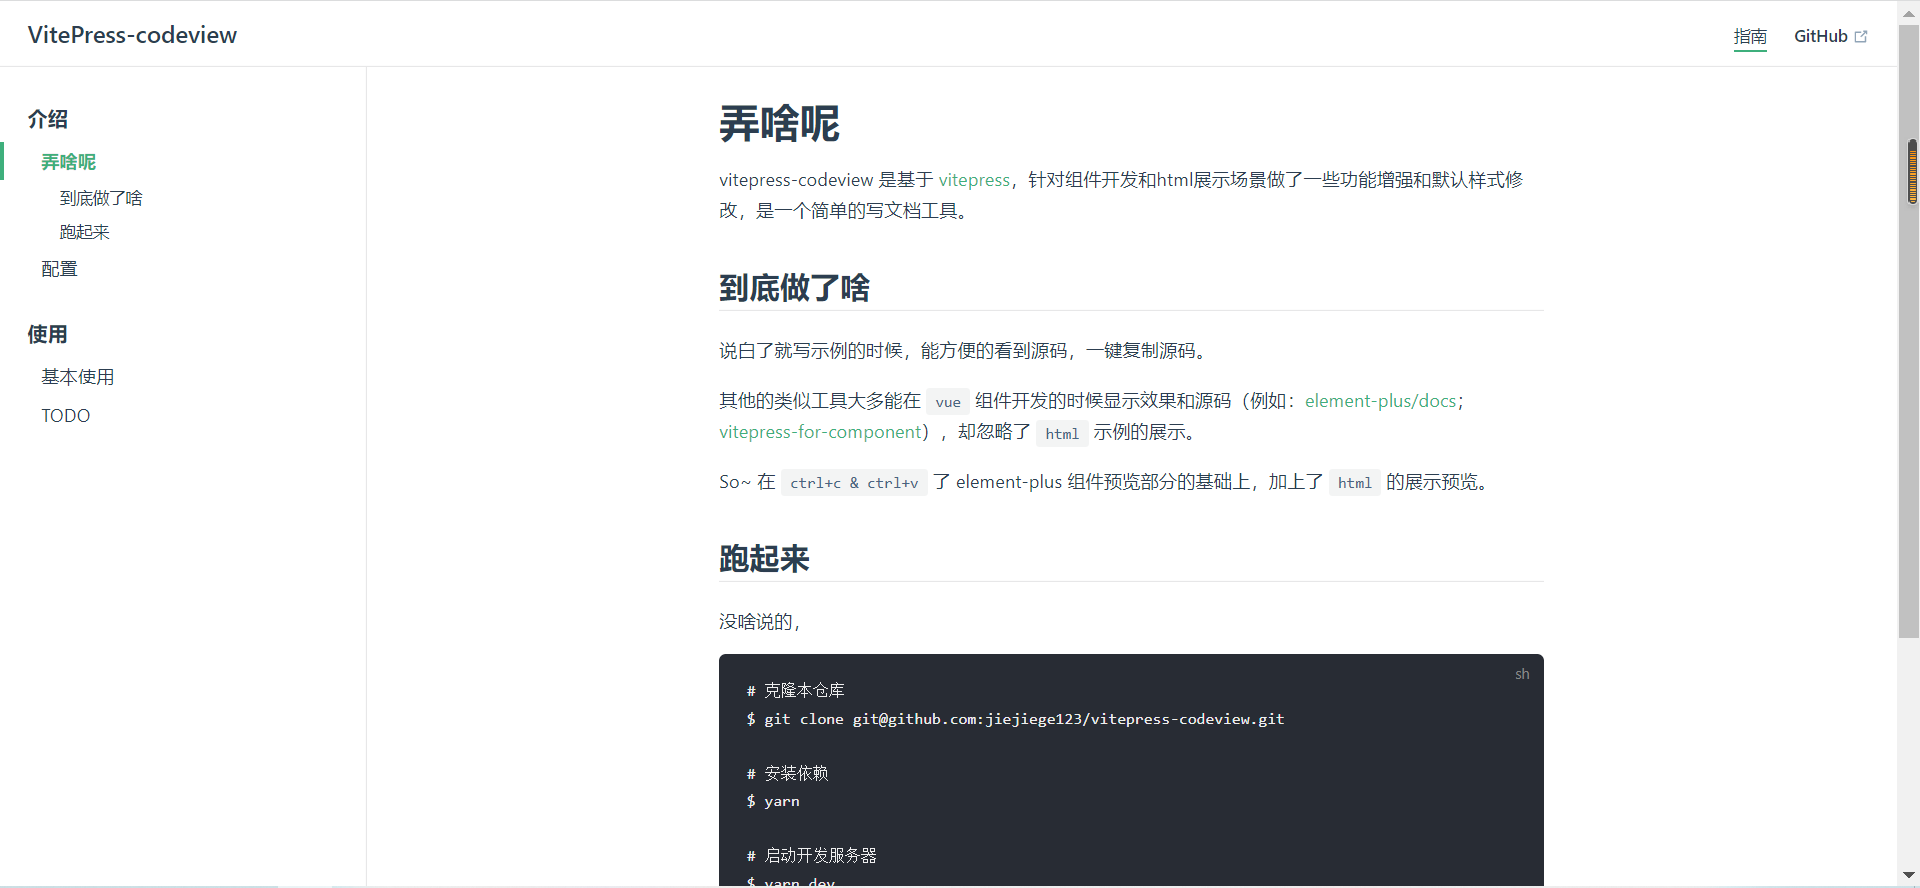 VitePress-codeview
指南
GitHub
介绍
弄啥呢
到底做了啥
跑起来
配置
使用
基本使用
TODO
弄啥呢
vitepress-codeview 是基于 vitepress，针对组件开发和html展示场景做了一些功能增强和默认样式修
改，是一个简单的写文档工具。
到底做了啥
说白了就写示例的时候，能方便的看到源码，一键复制源码。
其他的类似工具大多能在 vue 组件开发的时候显示效果和源码（例如：element-plus/docs；
vitepress-for-component），却忽略了 html 示例的展示。
So~ 在 ctrl+c & ctrl+v 了 element-plus 组件预览部分的基础上，加上了 html 的展示预览。
跑起来
没啥说的，
sh
# 克隆本仓库
$ git clone git@github.com:jiejiege123/vitepress-codeview.git
# 安装依赖
$ yarn
# 启动开发服务器
$ yarn dev